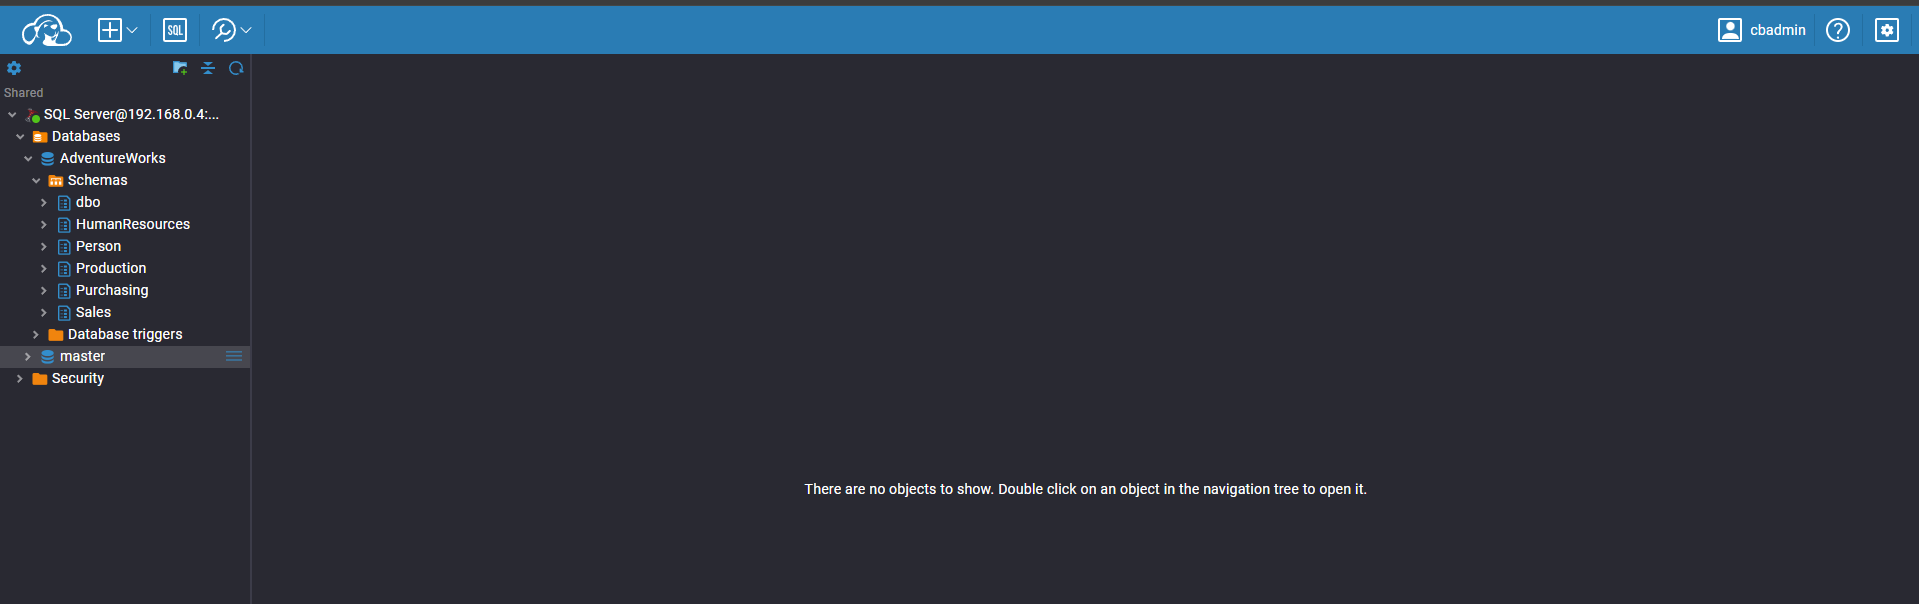 SQL
cbadmin
?
Shared
SQL Server@192.168.0.4:...
Databases
AdventureWorks
Schemas
dbo
HumanResources
Person
Production
Purchasing
Sales
Database triggers
master
Security
There are no objects to show. Double click on an object in the navigation tree to open it.